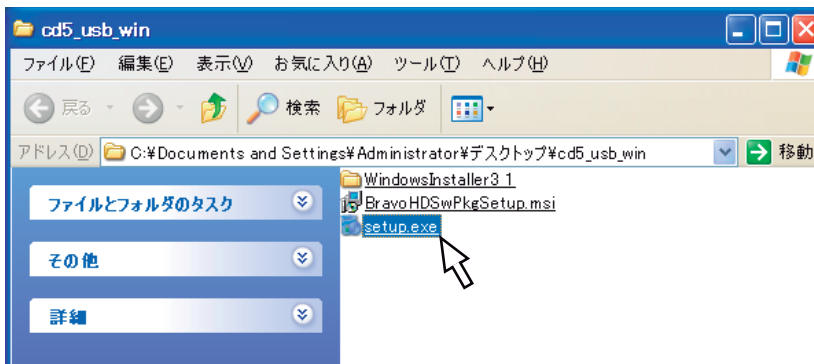 cd5_usb_win
ファイル(F) 編集(E) 表示(V) お気に入り(A) ツール(T) ヘルプ(H)
戻る 検索 フォルダ
アドレス(D) C:¥Documents and Settings¥Administrator¥デスクトップ¥cd5_usb_win 移動
ファイルとフォルダのタスク
その他
詳細
WindowsInstaller3_1
BravoHDSwPkgSetup.msi
setup.exe